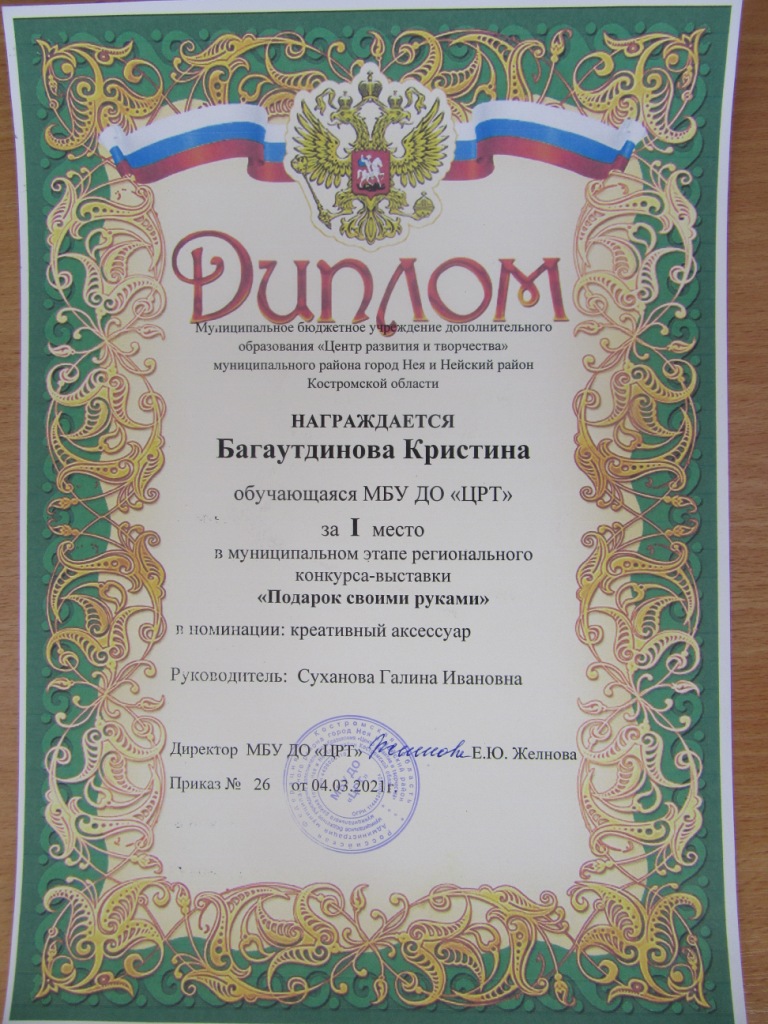 Диплом
Муниципальное бюджетное учреждение дополнительного
образования «Центр развития и творчества»
муниципального района город Нея и Нейский район
Костромской области
НАГРАЖДАЕТСЯ
Багаутдинова Кристина
обучающаяся МБУ ДО «ЦРТ»
за I место
в муниципальном этапе регионального
конкурса-выставки
«Подарок своими руками»
в номинации: креативный аксессуар
Руководитель: Суханова Галина Ивановна
Директор МБУ ДО «ЦРТ» Е.Ю. Желнова
Приказ № 26 от 04.03.2021г.
МБУ ДО